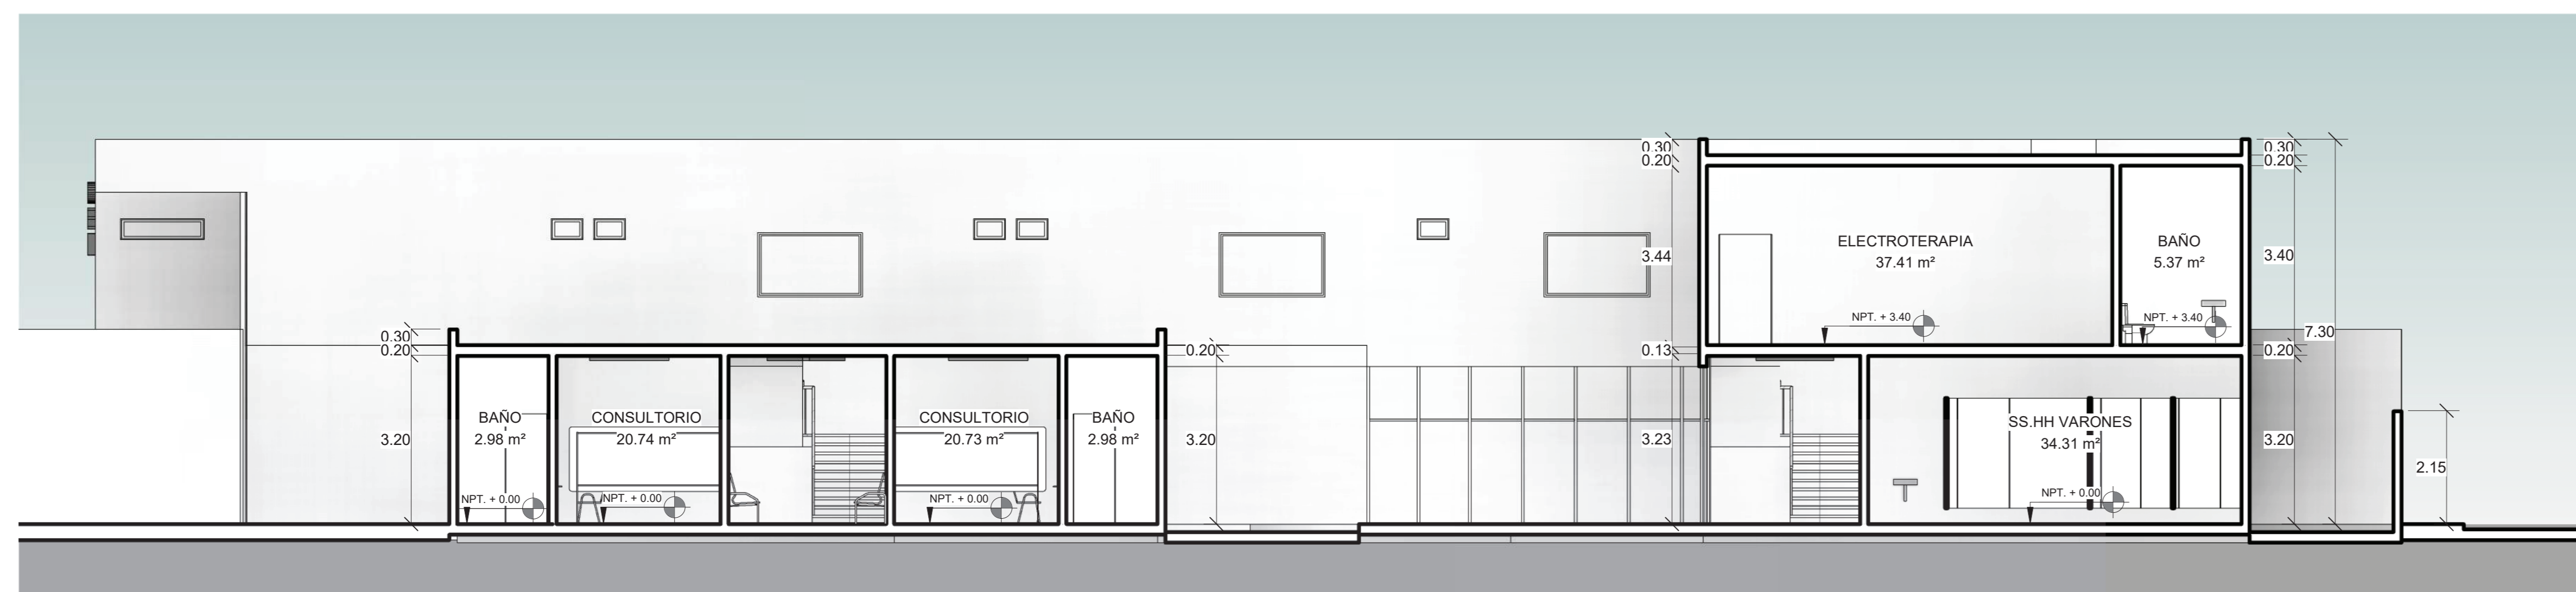 0.30
0.20
3.20
BAÑO
2.98 m²
NPT. + 0.00
CONSULTORIO
20.74 m²
NPT. + 0.00
CONSULTORIO
20.73 m²
NPT. + 0.00
BAÑO
2.98 m²
0.20
3.20
0.30
0.20
3.44
0.13
3.23
ELECTROTERAPIA
37.41 m²
NPT. + 3.40
BAÑO
5.37 m²
NPT. + 3.40
SS.HH VARONES
34.31 m²
NPT. + 0.00
0.30
0.20
3.40
0.20
3.20
7.30
2.15